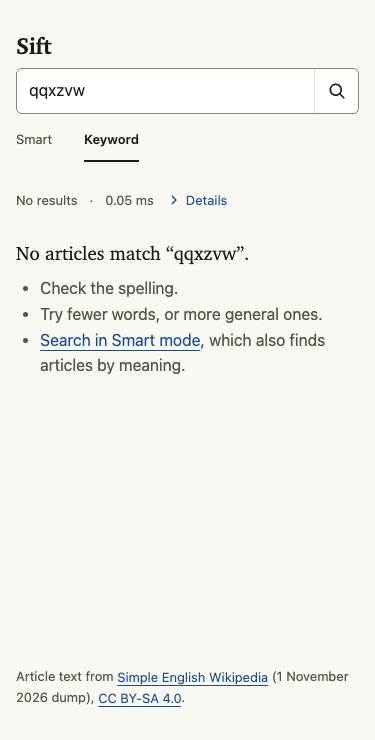 Sift
qqxzvw
Smart Keyword
No results · 0.05 ms Details
No articles match “qqxzvw”.
• Check the spelling.
• Try fewer words, or more general ones.
• Search in Smart mode, which also finds
articles by meaning.
Article text from Simple English Wikipedia (1 November
2026 dump), CC BY-SA 4.0.